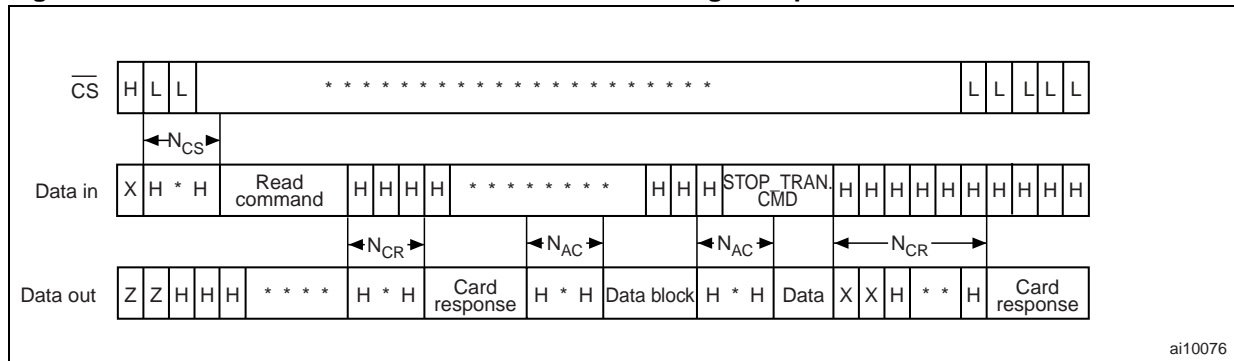 CS H L L * * * * * * * * * * * * * * * * * * * * * L L L L L
N_CS
Data in X H * H Read command H H H H * * * * * * * * H H H STOP_TRAN. CMD H H H H H H H H H H
N_CR N_AC N_AC N_CR
Data out Z Z H H H * * * * H * H Card response H * H Data block H * H Data X X H * * H Card response
ai10076